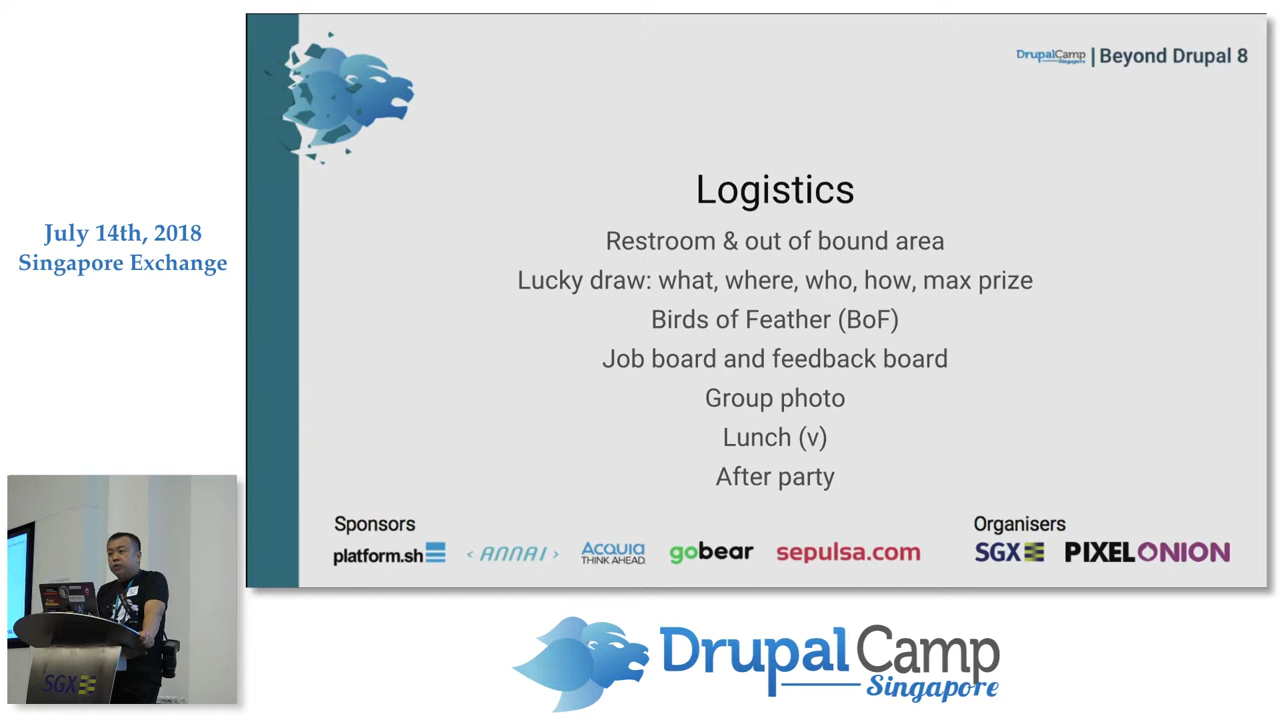 DrupalCamp
Singapore
| Beyond Drupal 8
Logistics
Restroom & out of bound area
Lucky draw: what, where, who, how, max prize
Birds of Feather (BoF)
Job board and feedback board
Group photo
Lunch (v)
After party
Sponsors
platform.sh
<ANNAI>
ACQUIA
THINK AHEAD.
gobear
sepulsa.com
Organisers
SGX
PIXELONION
July 14th, 2018
Singapore Exchange
SGX
DrupalCamp
Singapore